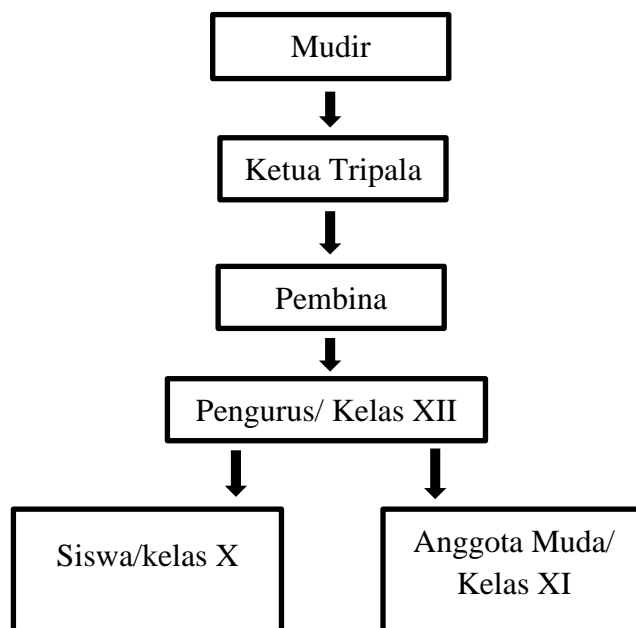 Mudir
Ketua Tripala
Pembina
Pengurus/ Kelas XII
Siswa/kelas X
Anggota Muda/
Kelas XI